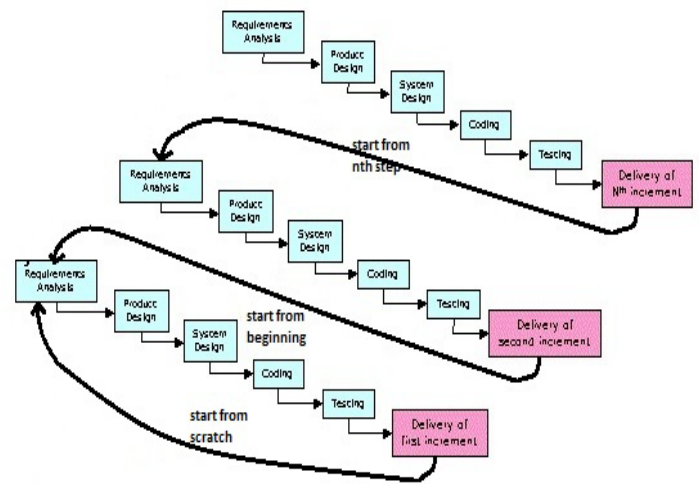 Requirements
Analysis
Product
Design
System
Design
Coding
Testing
Delivery of
Nth increment
start from
nth step
Requirements
Analysis
Product
Design
System
Design
Coding
Testing
Delivery of
second increment
start from
beginning
Requirements
Analysis
Product
Design
System
Design
Coding
Testing
Delivery of
first increment
start from
scratch